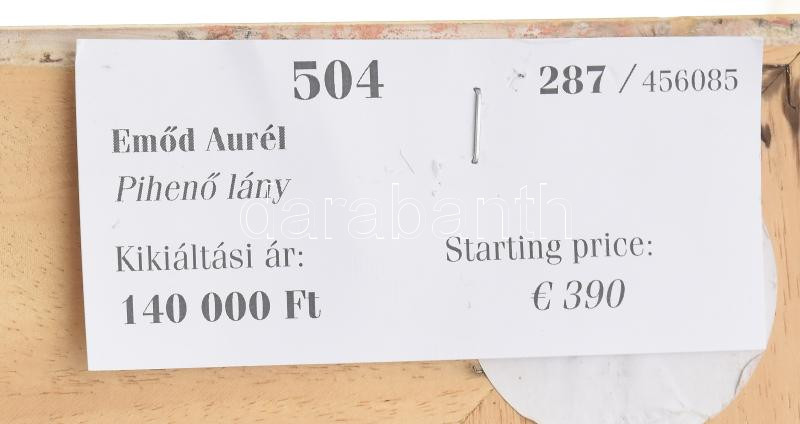 504
287 / 456085
Emőd Aurél
Pihenő lány
darabanth
Kikiáltási ár:
Starting price:
140 000 Ft
€ 390